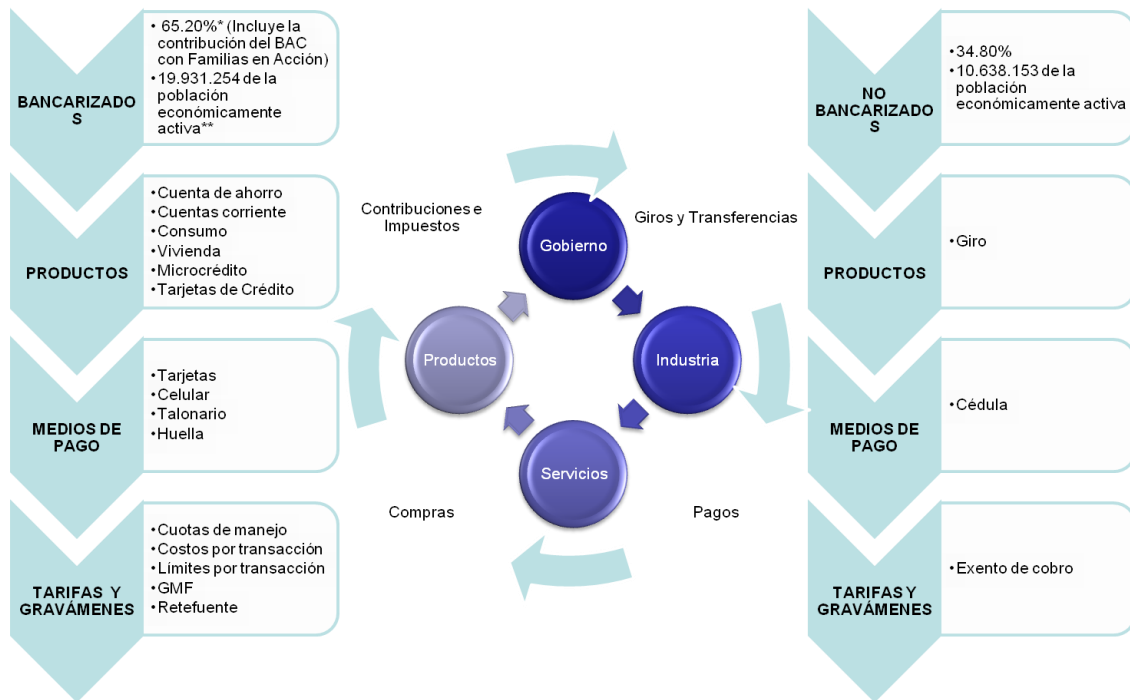 BANCARIZADO
S
• 65.20%* (Incluye la
contribución del BAC
con Familias en Acción)
•19.931.254 de la
población
económicamente
activa**
PRODUCTOS
•Cuenta de ahorro
•Cuentas corriente
•Consumo
•Vivienda
•Microcrédito
•Tarjetas de Crédito
MEDIOS DE
PAGO
•Tarjetas
•Celular
•Talonario
•Huella
TARIFAS Y
GRAVÁMENES
•Cuotas de manejo
•Costos por transacción
•Límites por transacción
•GMF
•Retefuente
Contribuciones e
Impuestos
Giros y Transferencias
Gobierno
Productos
Industria
Servicios
Compras
Pagos
NO
BANCARIZADO
S
•34.80%
•10.638.153 de la
población
económicamente activa
PRODUCTOS
•Giro
MEDIOS DE
PAGO
•Cédula
TARIFAS Y
GRAVÁMENES
•Exento de cobro